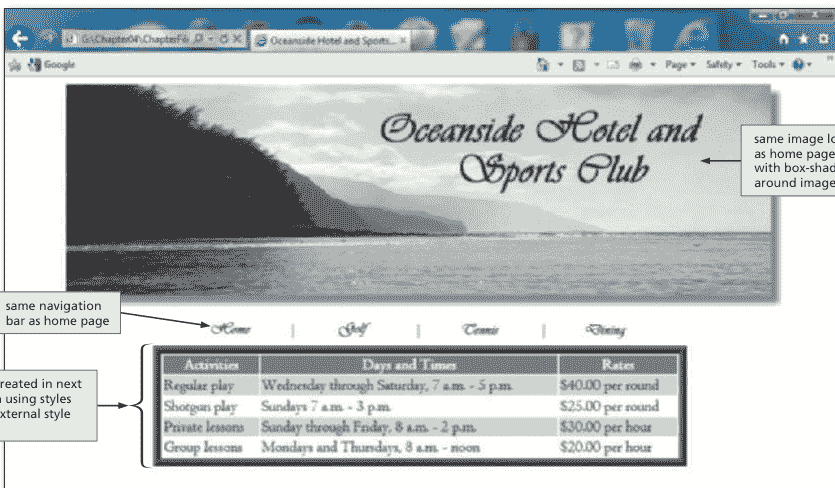 G:\Chapter04\ChapterFil
Oceanside Hotel and Sports...
Google
Page Safety Tools
Oceanside Hotel and
Sports Club
same image lo
as home page
with box-shad
around image
same navigation
bar as home page
Home | Golf | Tennis | Dining
reated in next
using styles
xternal style
Activities Days and Times Rates
Regular play Wednesday through Saturday, 7 a.m. - 5 p.m. $40.00 per round
Shotgun play Sundays 7 a.m. - 3 p.m. $25.00 per round
Private lessons Sunday through Friday, 8 a.m. - 2 p.m. $30.00 per hour
Group lessons Mondays and Thursdays, 8 a.m. - noon $20.00 per hour